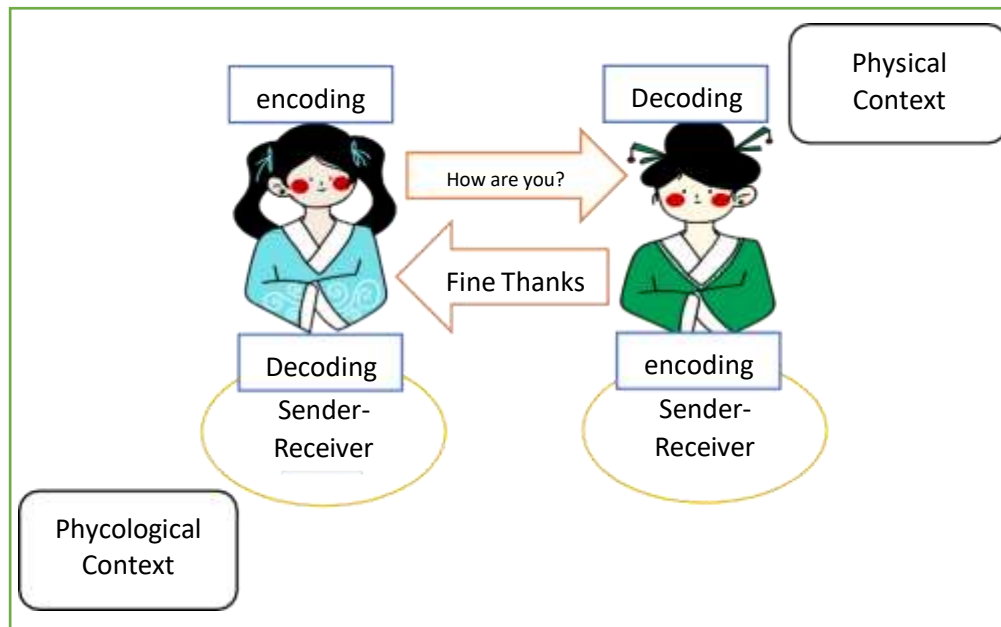 Physical
Context
encoding
Decoding
How are you?
Fine Thanks
Decoding
encoding
Sender-
Receiver
Sender-
Receiver
Phycological
Context